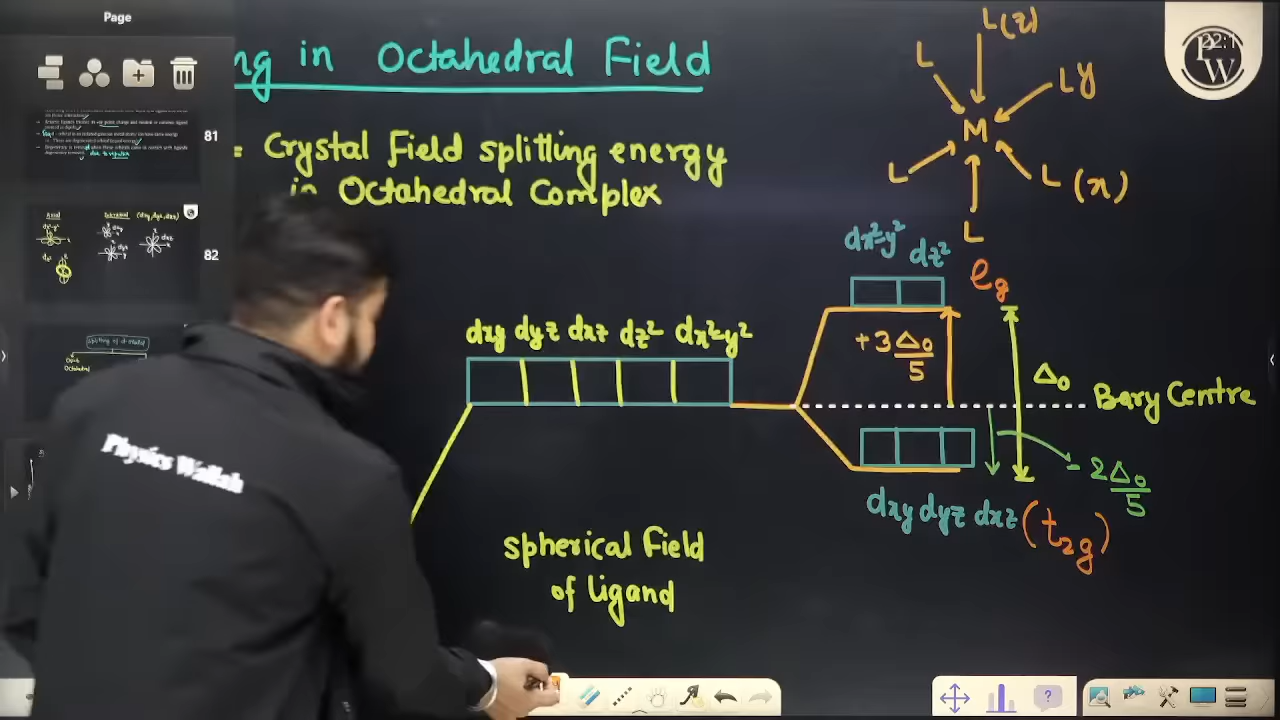 Page
ng in Octahedral Field
= Crystal Field splitting energy
in Octahedral Complex
81
82
L(z)
L
Ly
M
L
L (x)
L
W
dx²-y² dz²
eg
dxy dyz dxz dz² dx²-y²
+3Δo/5
Δo
Bary Centre
-2Δo/5
dxy dyz dxz (t2g)
spherical Field
of ligand
Physics Wallah
Axial
Octahedral